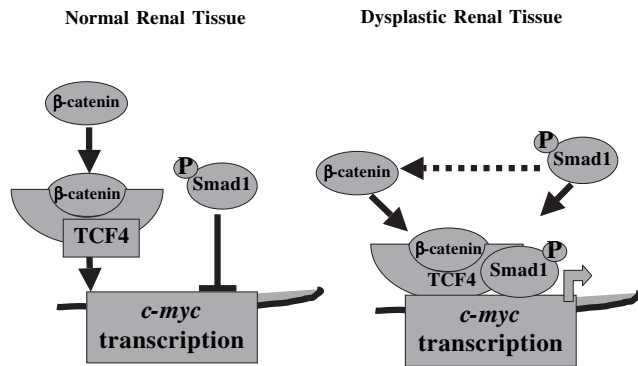 Normal Renal Tissue
β-catenin
P
Smad1
β-catenin
TCF4
c-myc
transcription
Dysplastic Renal Tissue
P
Smad1
β-catenin
β-catenin
P
Smad1
TCF4
c-myc
transcription